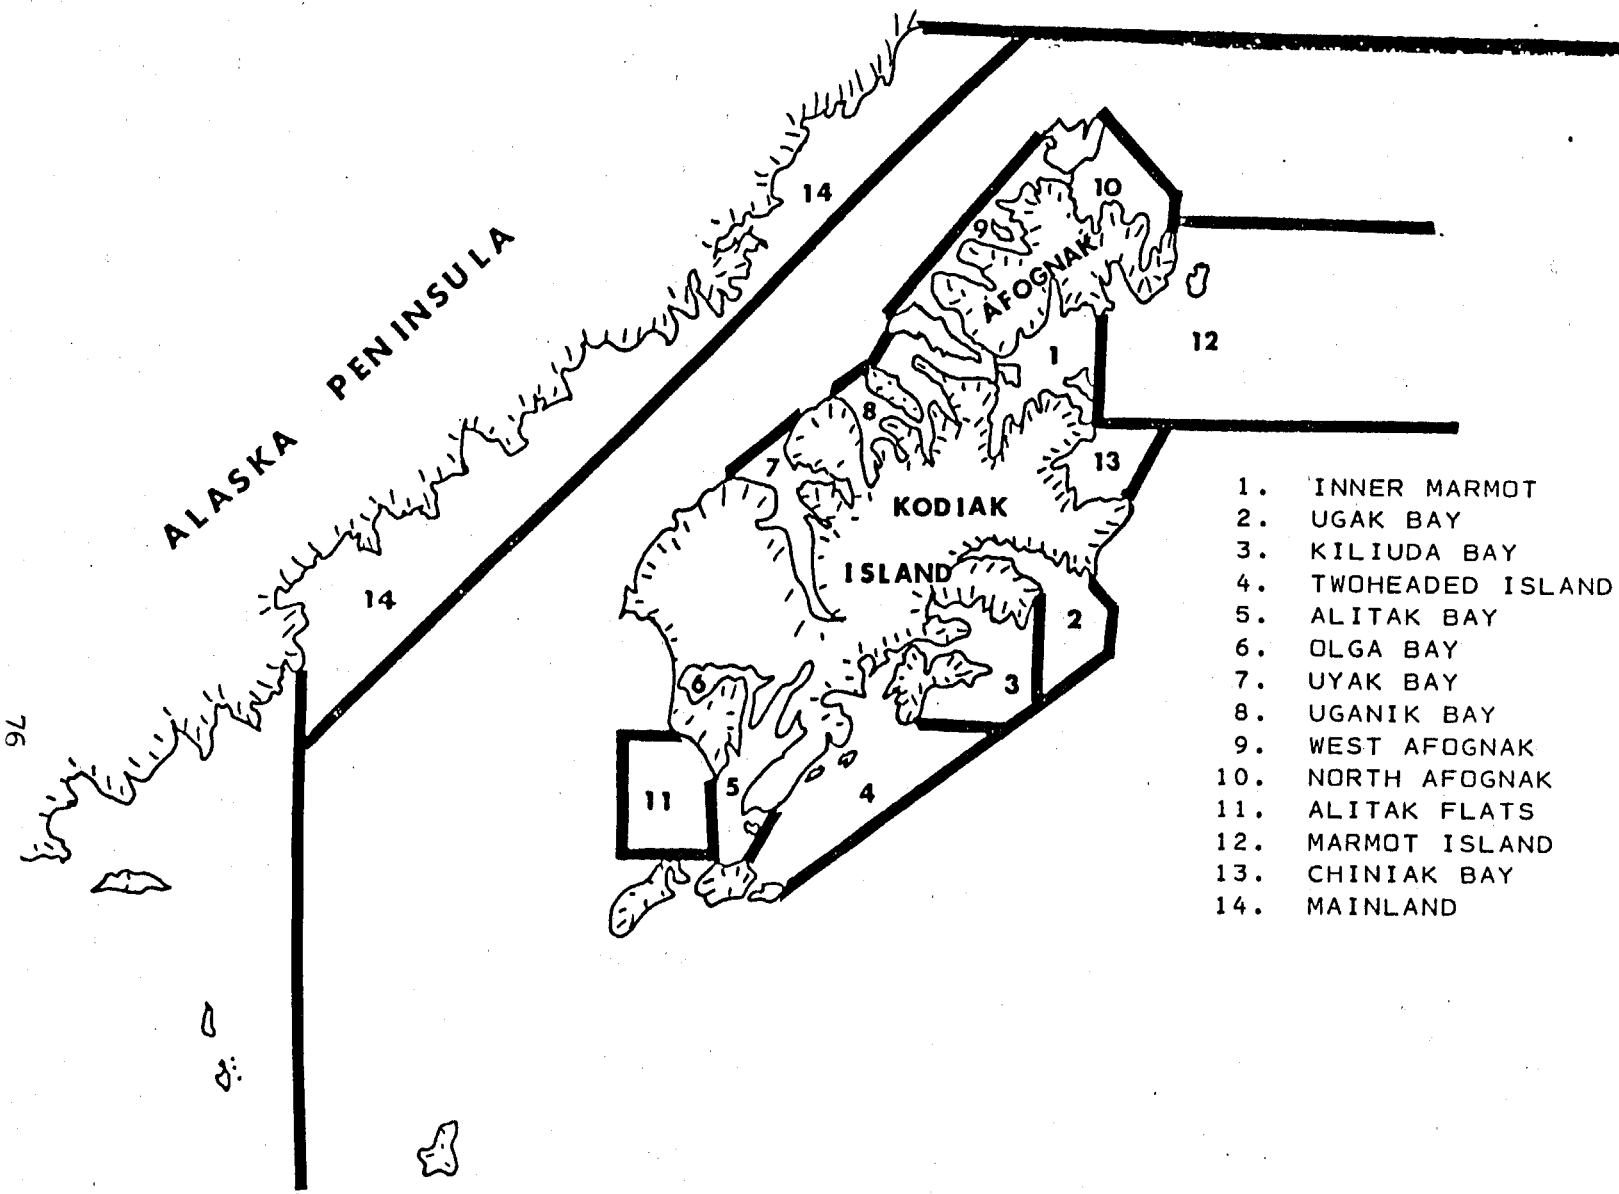 14
10
9
AFOGNAK
ALASKA PENINSULA
12
1
8
13
7
KODIAK
ISLAND
14
2
6
3
5
11
4
1. INNER MARMOT
2. UGAK BAY
3. KILIUDA BAY
4. TWOHEADED ISLAND
5. ALITAK BAY
6. OLGA BAY
7. UYAK BAY
8. UGANIK BAY
9. WEST AFOGNAK
10. NORTH AFOGNAK
11. ALITAK FLATS
12. MARMOT ISLAND
13. CHINIAK BAY
14. MAINLAND
76